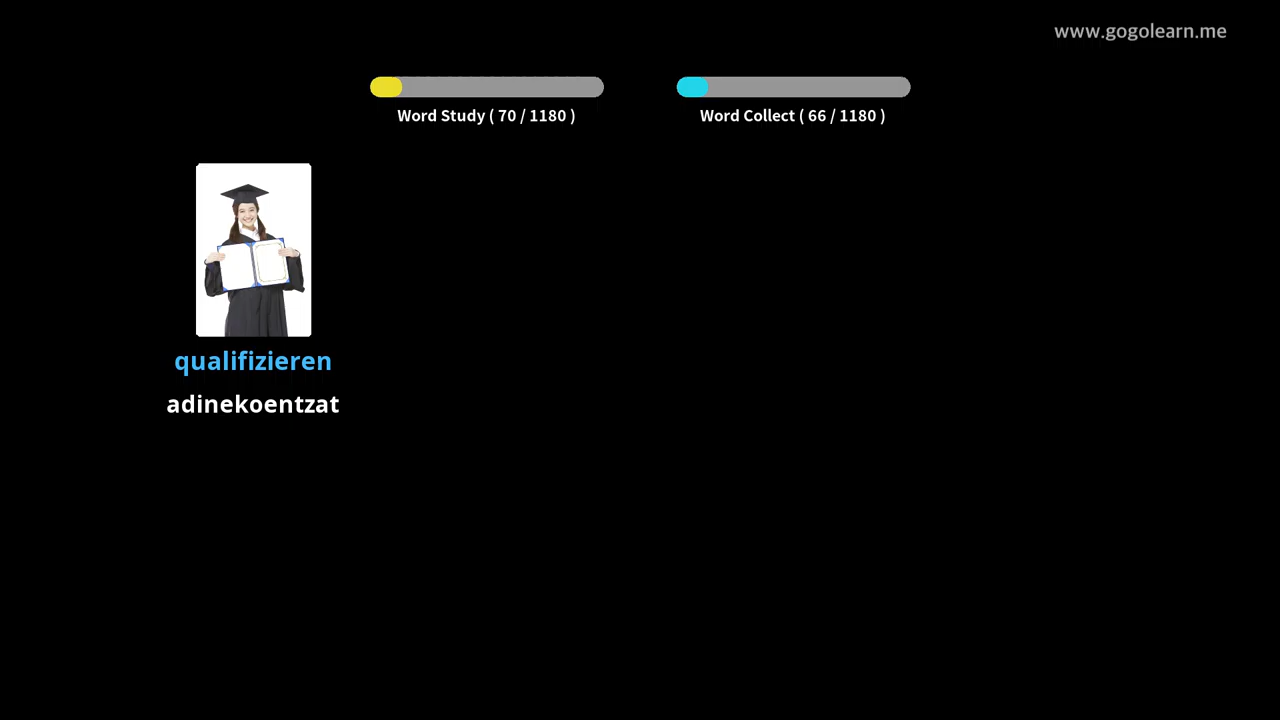 www.gogolearn.me
Word Study ( 70 / 1180 )
Word Collect ( 66 / 1180 )
qualifizieren
adinekoentzat